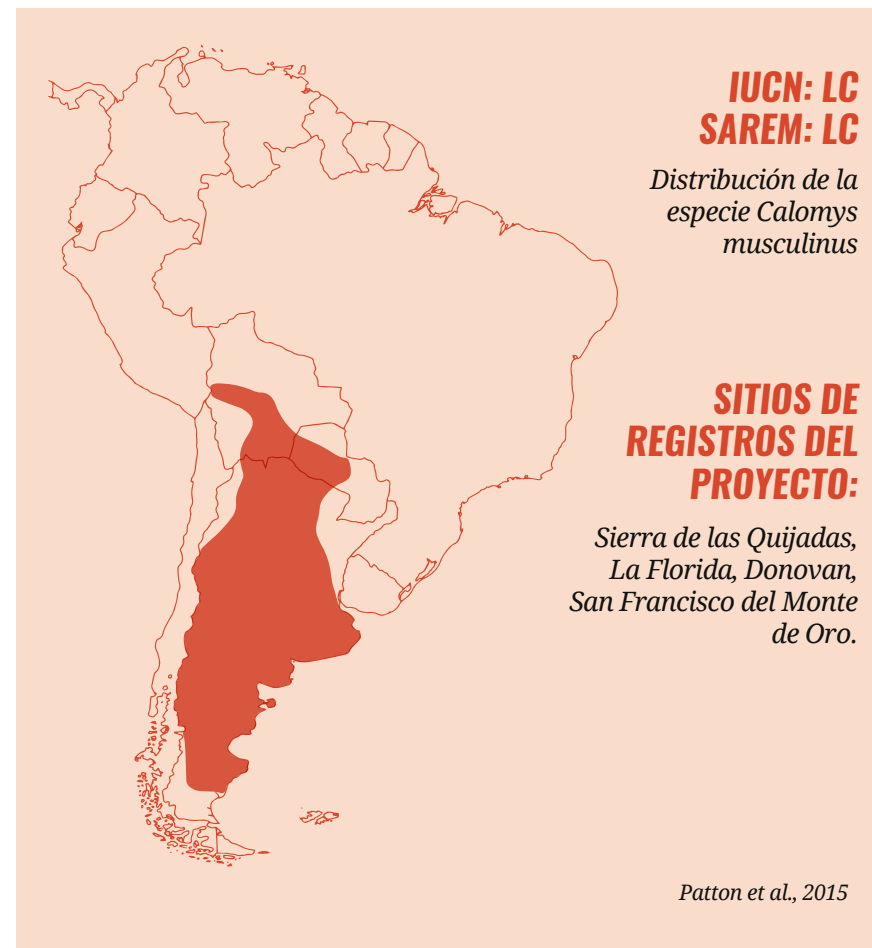 IUCN: LC
SAREM: LC
Distribución de la
especie Calomys
musculinus
SITIOS DE
REGISTROS DEL
PROYECTO:
Sierra de las Quijadas,
La Florida, Donovan,
San Francisco del Monte
de Oro.
Patton et al., 2015